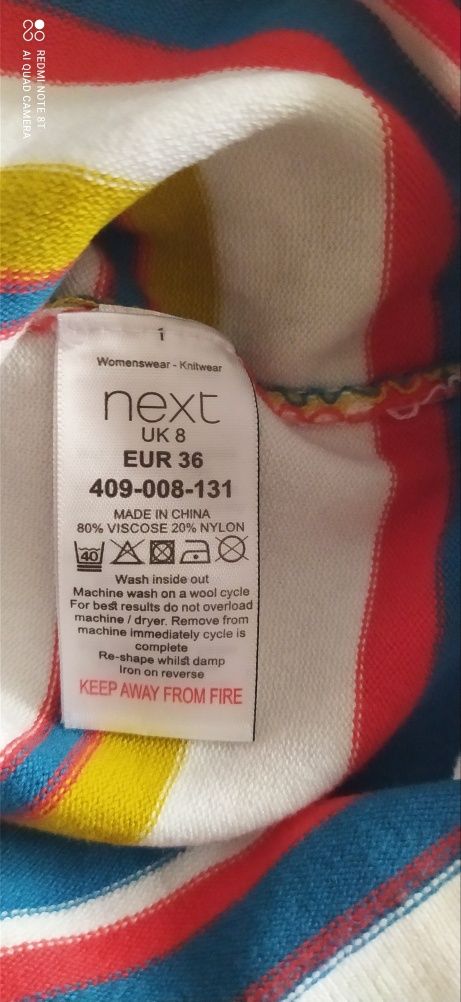 REDMI NOTE 8T
AI QUAD CAMERA
1
Womenswear - Knitwear
next
UK 8
EUR 36
409-008-131
MADE IN CHINA
80% VISCOSE 20% NYLON
40
Wash inside out
Machine wash on a wool cycle
For best results do not overload
machine / dryer. Remove from
machine immediately cycle is
complete
Re-shape whilst damp
Iron on reverse
KEEP AWAY FROM FIRE